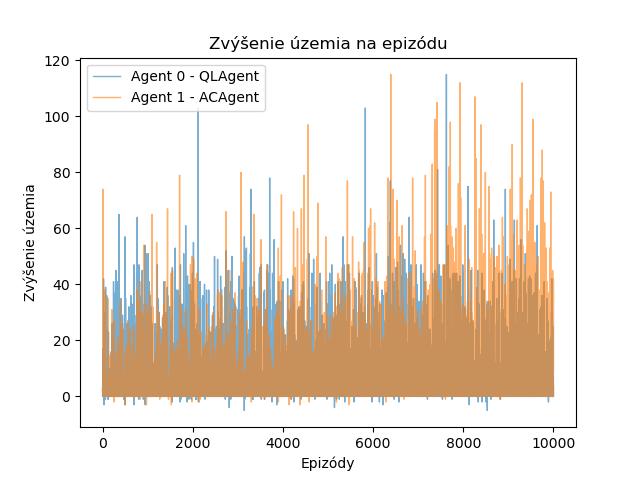 Zvýšenie územia na epizódu
Agent 0 - QLAgent
Agent 1 - ACAgent
Zvýšenie územia
120
100
80
60
40
20
0
0 2000 4000 6000 8000 10000
Epizódy